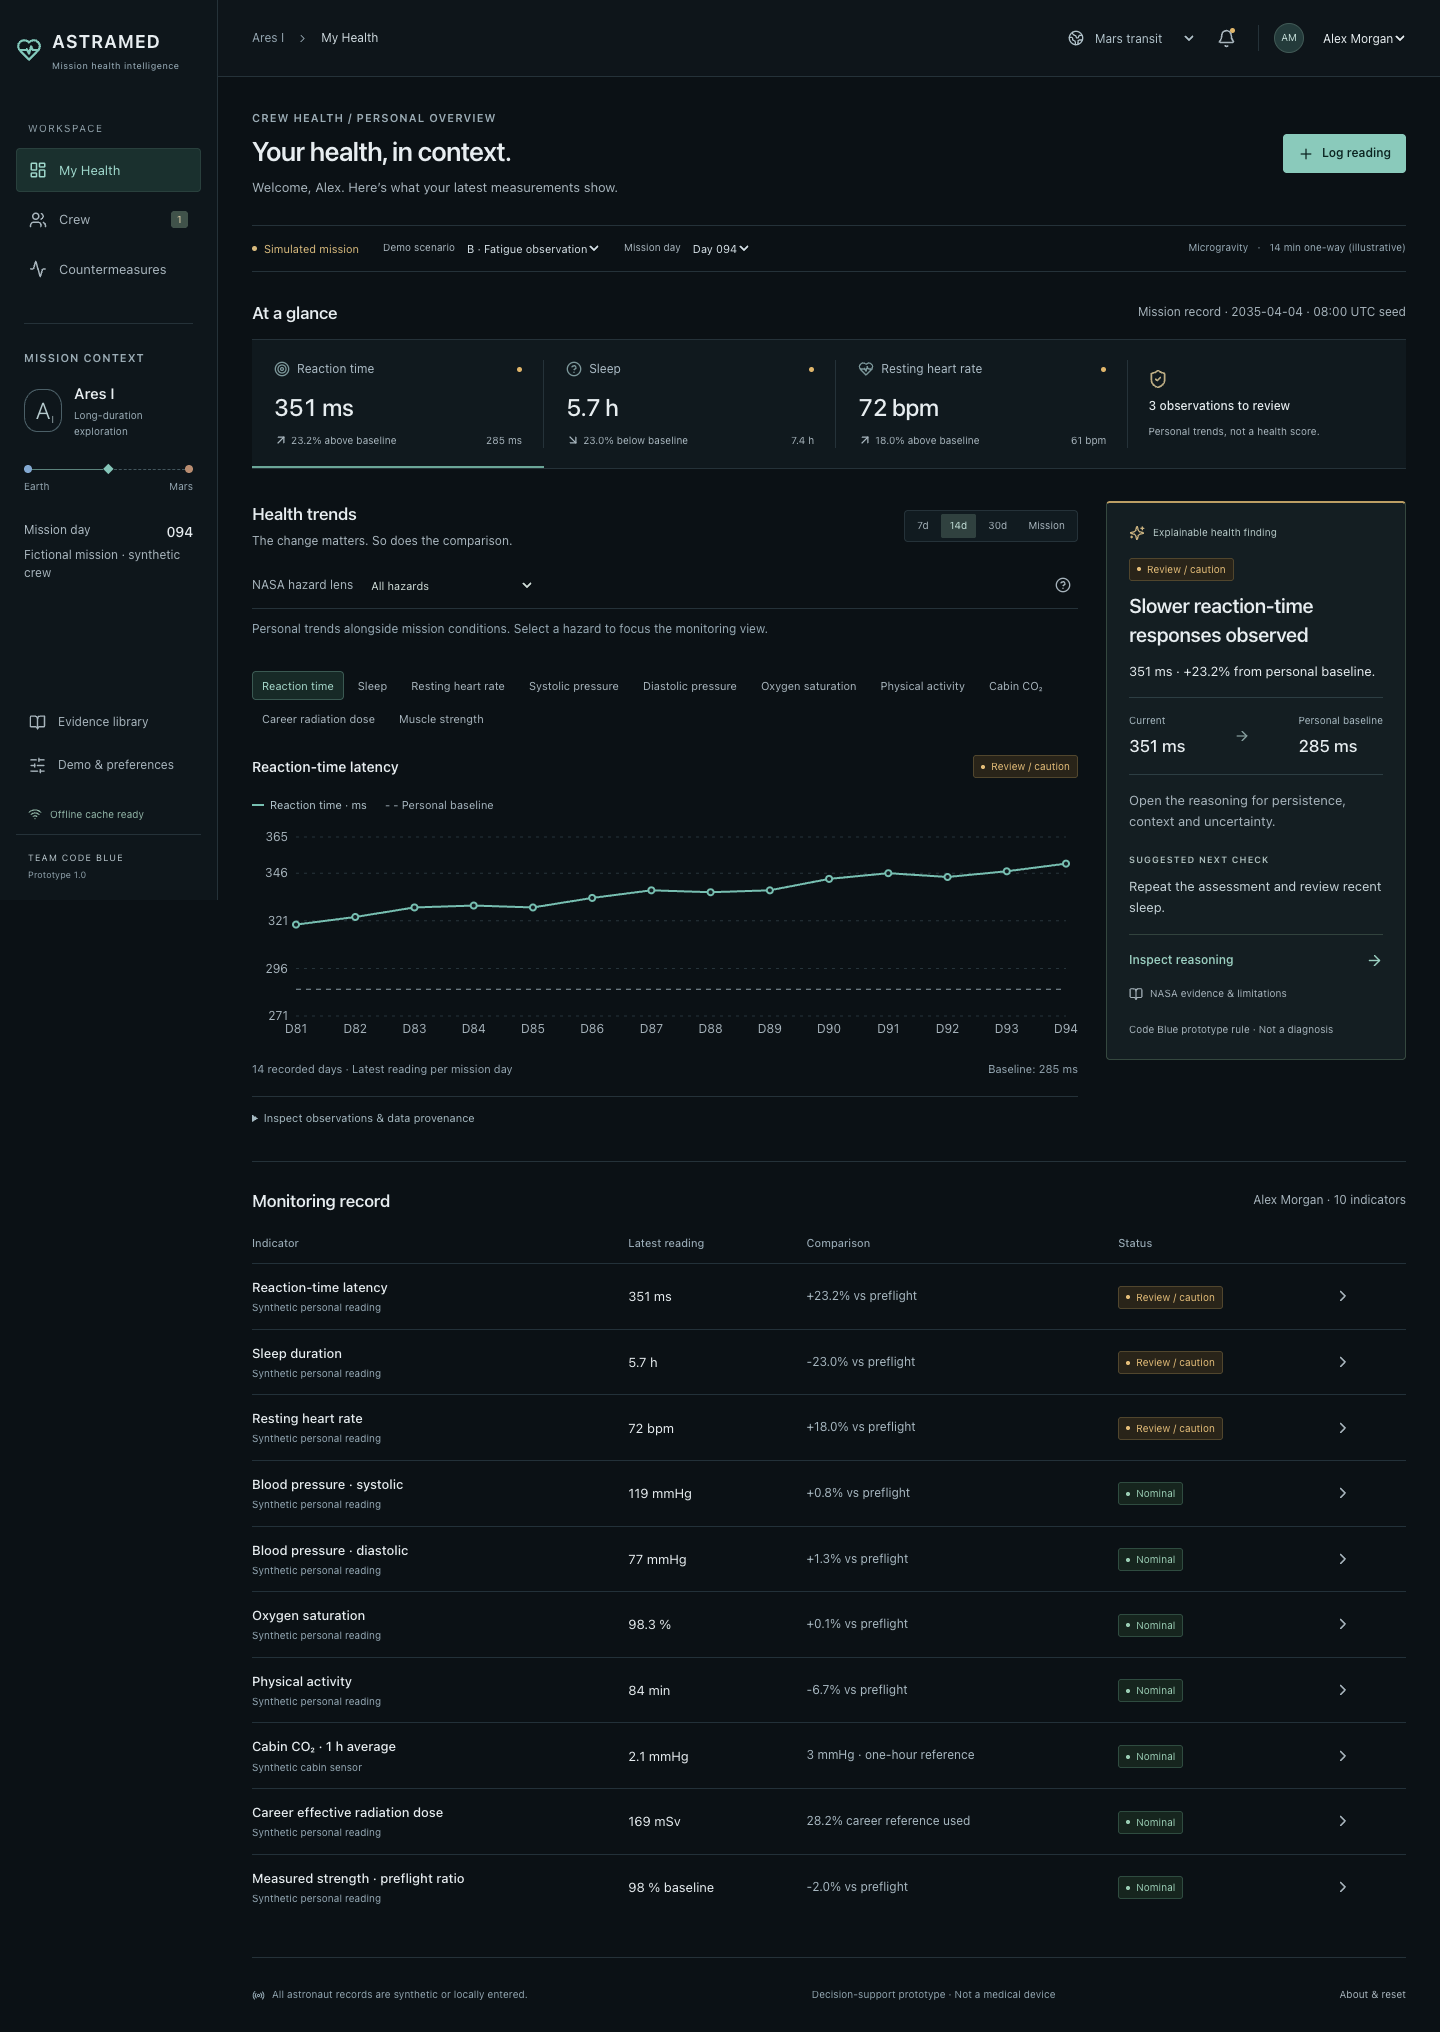 ASTRAMED
Mission health intelligence
WORKSPACE
My Health
Crew
1
Countermeasures
MISSION CONTEXT
A
I
Ares I
Long-duration
exploration
Earth
Mars
Mission day
094
Fictional mission · synthetic
crew
Evidence library
Demo & preferences
Offline cache ready
TEAM CODE BLUE
Prototype 1.0
Ares I
My Health
Mars transit
AM
Alex Morgan
CREW HEALTH / PERSONAL OVERVIEW
Your health, in context.
Welcome, Alex. Here's what your latest measurements show.
Log reading
Simulated mission
Demo scenario
B · Fatigue observation
Mission day
Day 094
Microgravity · 14 min one-way (illustrative)
At a glance
Mission record · 2035-04-04 · 08:00 UTC seed
Reaction time
351 ms
23.2% above baseline
285 ms
Sleep
5.7 h
23.0% below baseline
7.4 h
Resting heart rate
72 bpm
18.0% above baseline
61 bpm
3 observations to review
Personal trends, not a health score.
Health trends
The change matters. So does the comparison.
7d
14d
30d
Mission
NASA hazard lens
All hazards
Personal trends alongside mission conditions. Select a hazard to focus the monitoring view.
Reaction time
Sleep
Resting heart rate
Systolic pressure
Diastolic pressure
Oxygen saturation
Physical activity
Cabin CO₂
Career radiation dose
Muscle strength
Reaction-time latency
Review / caution
Reaction time · ms
- - Personal baseline
365
346
321
296
271
D81
D82
D83
D84
D85
D86
D87
D88
D89
D90
D91
D92
D93
D94
14 recorded days · Latest reading per mission day
Baseline: 285 ms
Inspect observations & data provenance
Explainable health finding
Review / caution
Slower reaction-time
responses observed
351 ms · +23.2% from personal baseline.
Current
351 ms
Personal baseline
285 ms
Open the reasoning for persistence,
context and uncertainty.
SUGGESTED NEXT CHECK
Repeat the assessment and review recent
sleep.
Inspect reasoning
NASA evidence & limitations
Code Blue prototype rule · Not a diagnosis
Monitoring record
Alex Morgan · 10 indicators
Indicator
Latest reading
Comparison
Status
Reaction-time latency
Synthetic personal reading
351 ms
+23.2% vs preflight
Review / caution
Sleep duration
Synthetic personal reading
5.7 h
-23.0% vs preflight
Review / caution
Resting heart rate
Synthetic personal reading
72 bpm
+18.0% vs preflight
Review / caution
Blood pressure · systolic
Synthetic personal reading
119 mmHg
+0.8% vs preflight
Nominal
Blood pressure · diastolic
Synthetic personal reading
77 mmHg
+1.3% vs preflight
Nominal
Oxygen saturation
Synthetic personal reading
98.3 %
+0.1% vs preflight
Nominal
Physical activity
Synthetic personal reading
84 min
-6.7% vs preflight
Nominal
Cabin CO₂ · 1 h average
Synthetic cabin sensor
2.1 mmHg
3 mmHg · one-hour reference
Nominal
Career effective radiation dose
Synthetic personal reading
169 mSv
28.2% career reference used
Nominal
Measured strength · preflight ratio
Synthetic personal reading
98 % baseline
-2.0% vs preflight
Nominal
All astronaut records are synthetic or locally entered.
Decision-support prototype · Not a medical device
About & reset